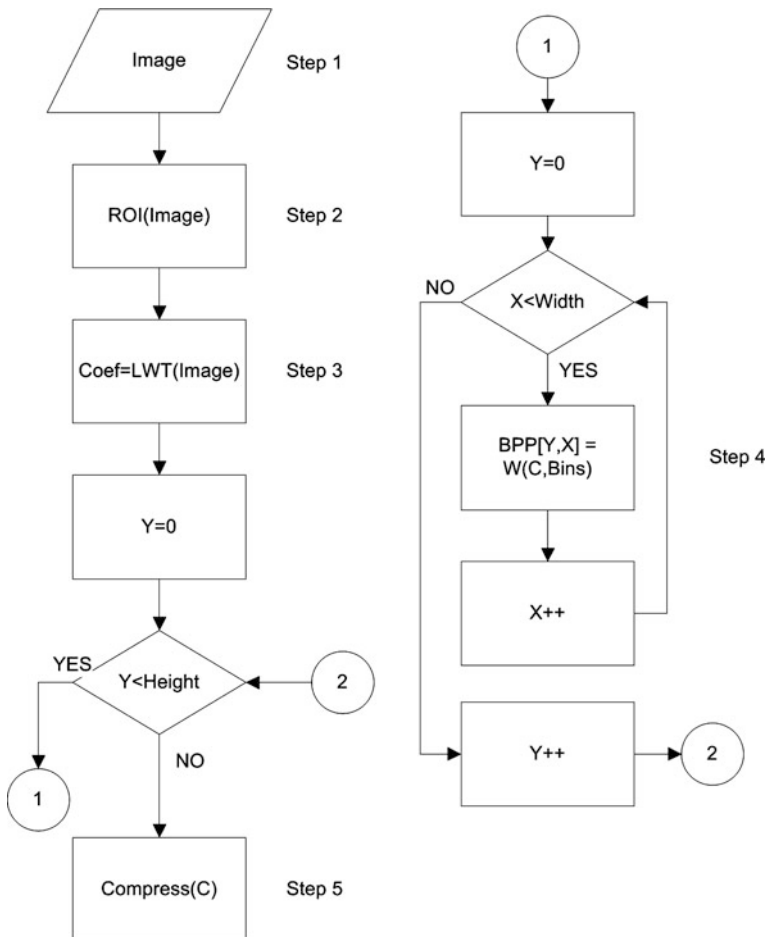 Image
Step 1
ROI(Image)
Step 2
Coef=LWT(Image)
Step 3
Y=0
YES
Y<Height
2
NO
1
Compress(C)
Step 5
1
Y=0
NO
X<Width
YES
BPP[Y,X] =
W(C,Bins)
Step 4
X++
Y++
2